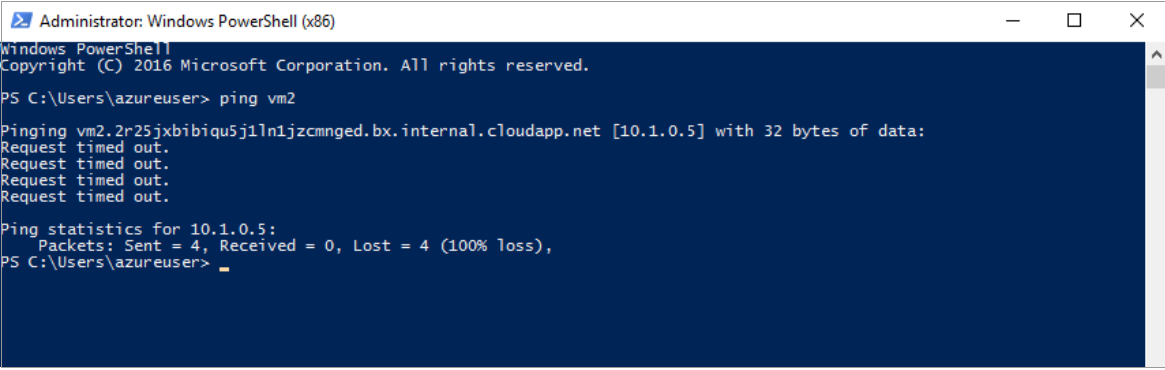 Administrator: Windows PowerShell (x86)
Windows PowerShell
Copyright (C) 2016 Microsoft Corporation. All rights reserved.
PS C:\Users\azureuser> ping vm2
Pinging vm2.2r25jxbibiqu5j1ln1jzcmnged.bx.internal.cloudapp.net [10.1.0.5] with 32 bytes of data:
Request timed out.
Request timed out.
Request timed out.
Request timed out.
Ping statistics for 10.1.0.5:
    Packets: Sent = 4, Received = 0, Lost = 4 (100% loss),
PS C:\Users\azureuser>